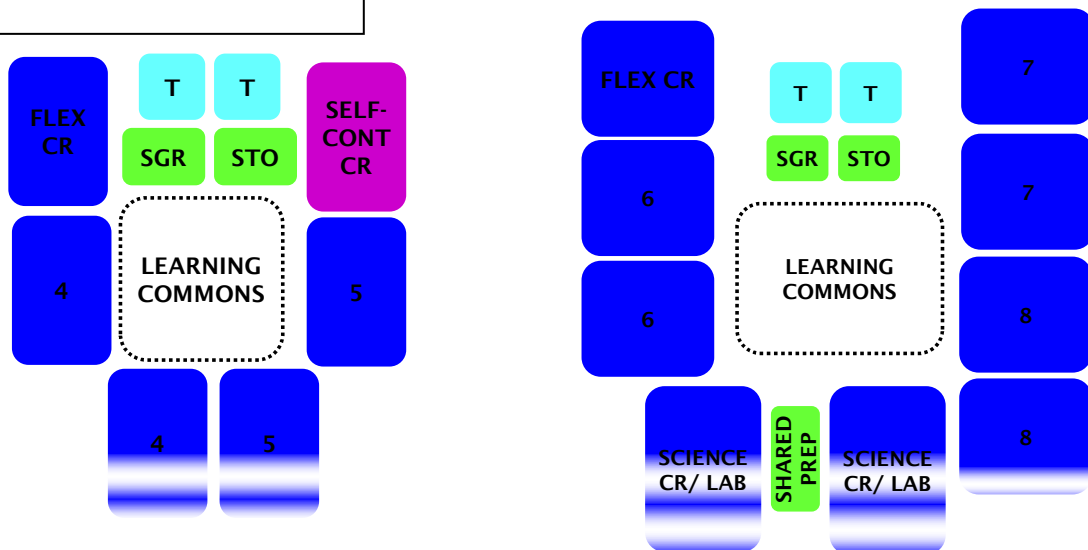 FLEX
CR
T
T
SELF-
CONT
CR
SGR
STO
4
LEARNING
COMMONS
5
4
5
FLEX CR
T
T
7
SGR
STO
6
7
LEARNING
COMMONS
6
8
SCIENCE
CR/ LAB
SHARED
PREP
SCIENCE
CR/ LAB
8